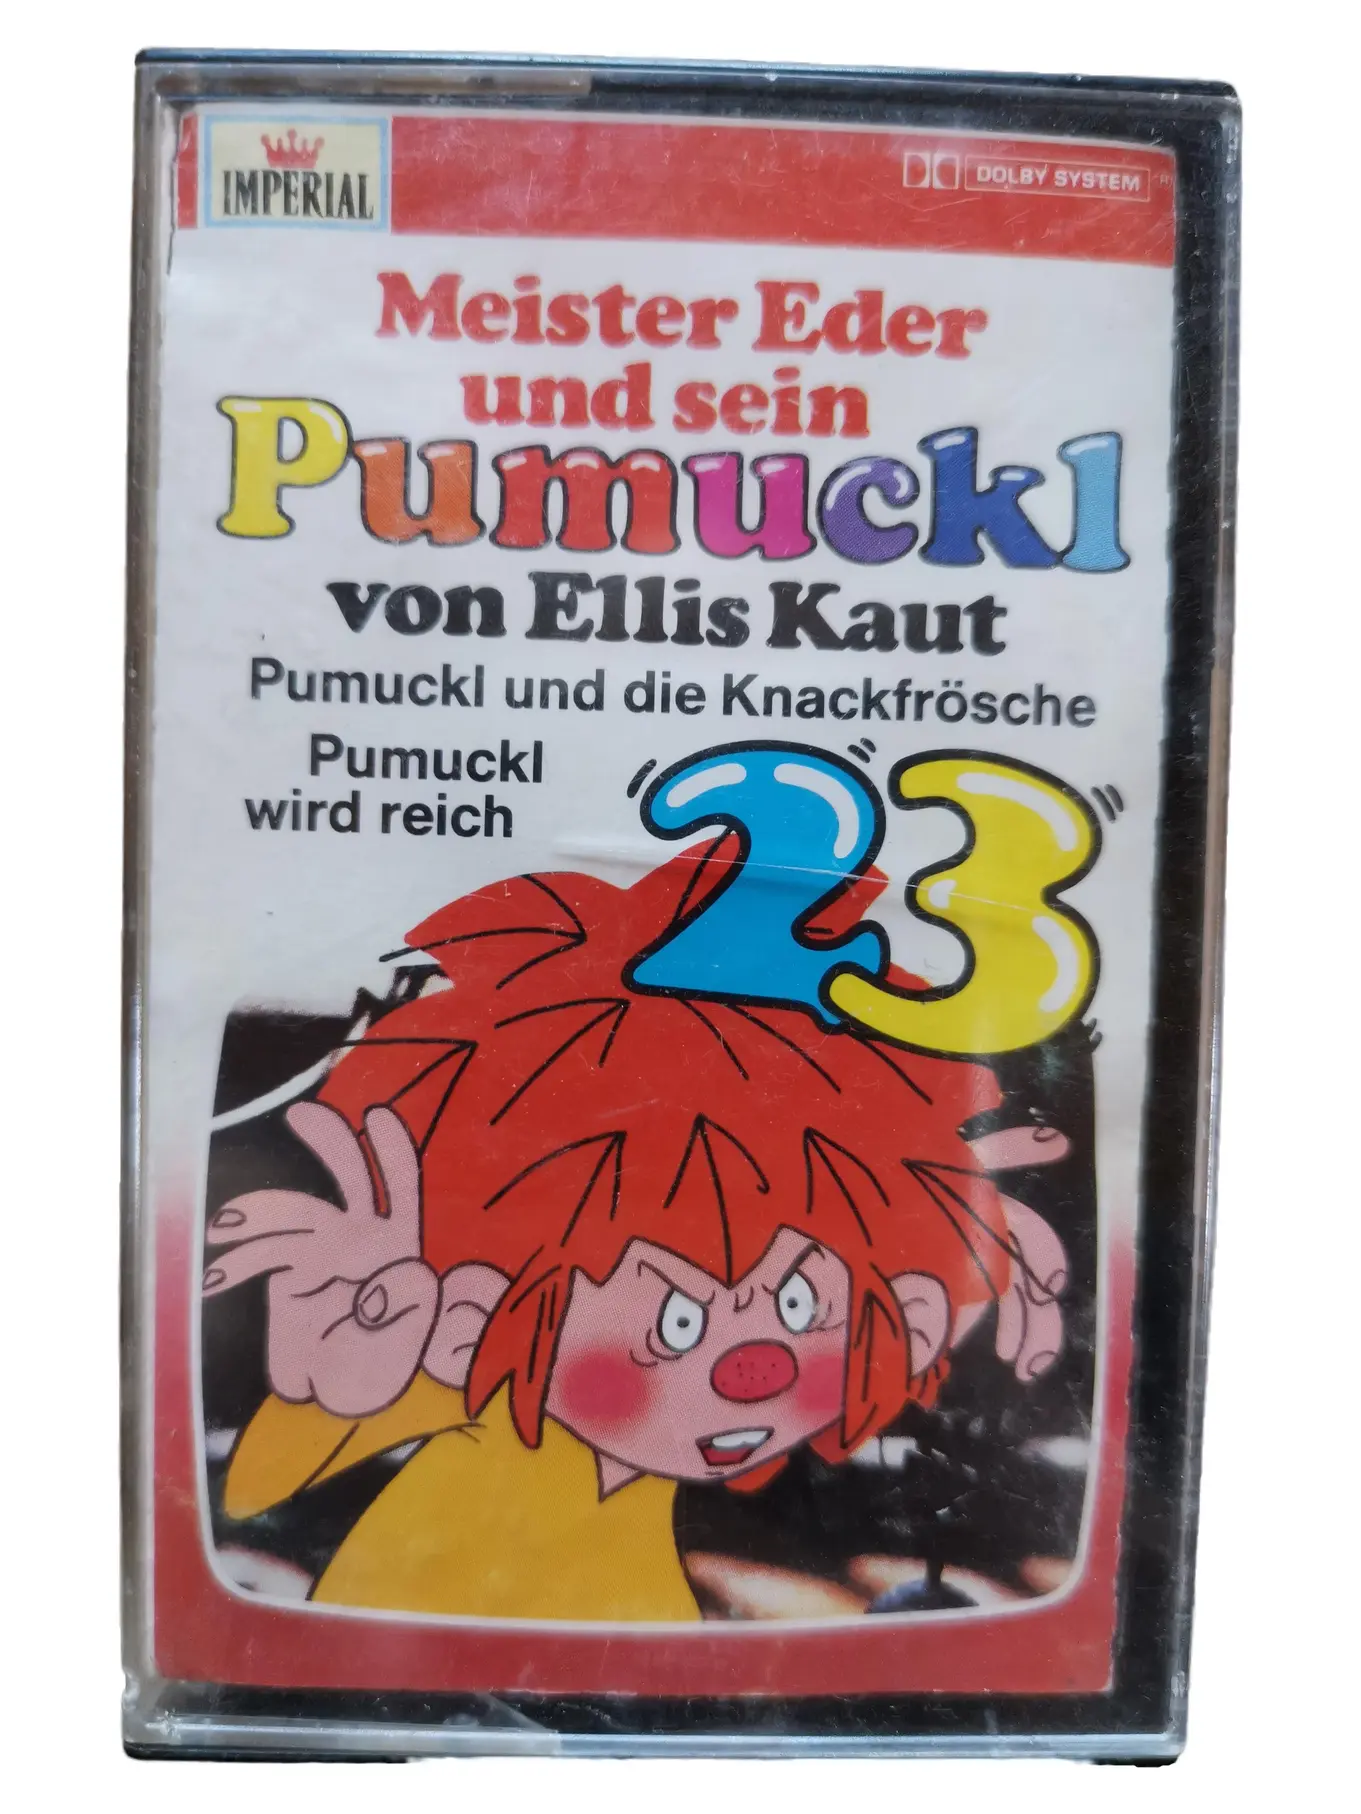 IMPERIAL
DOLBY SYSTEM
Meister Eder
und sein
Pumuckl
von Ellis Kaut
Pumuckl und die Knackfrösche
Pumuckl
wird reich
23